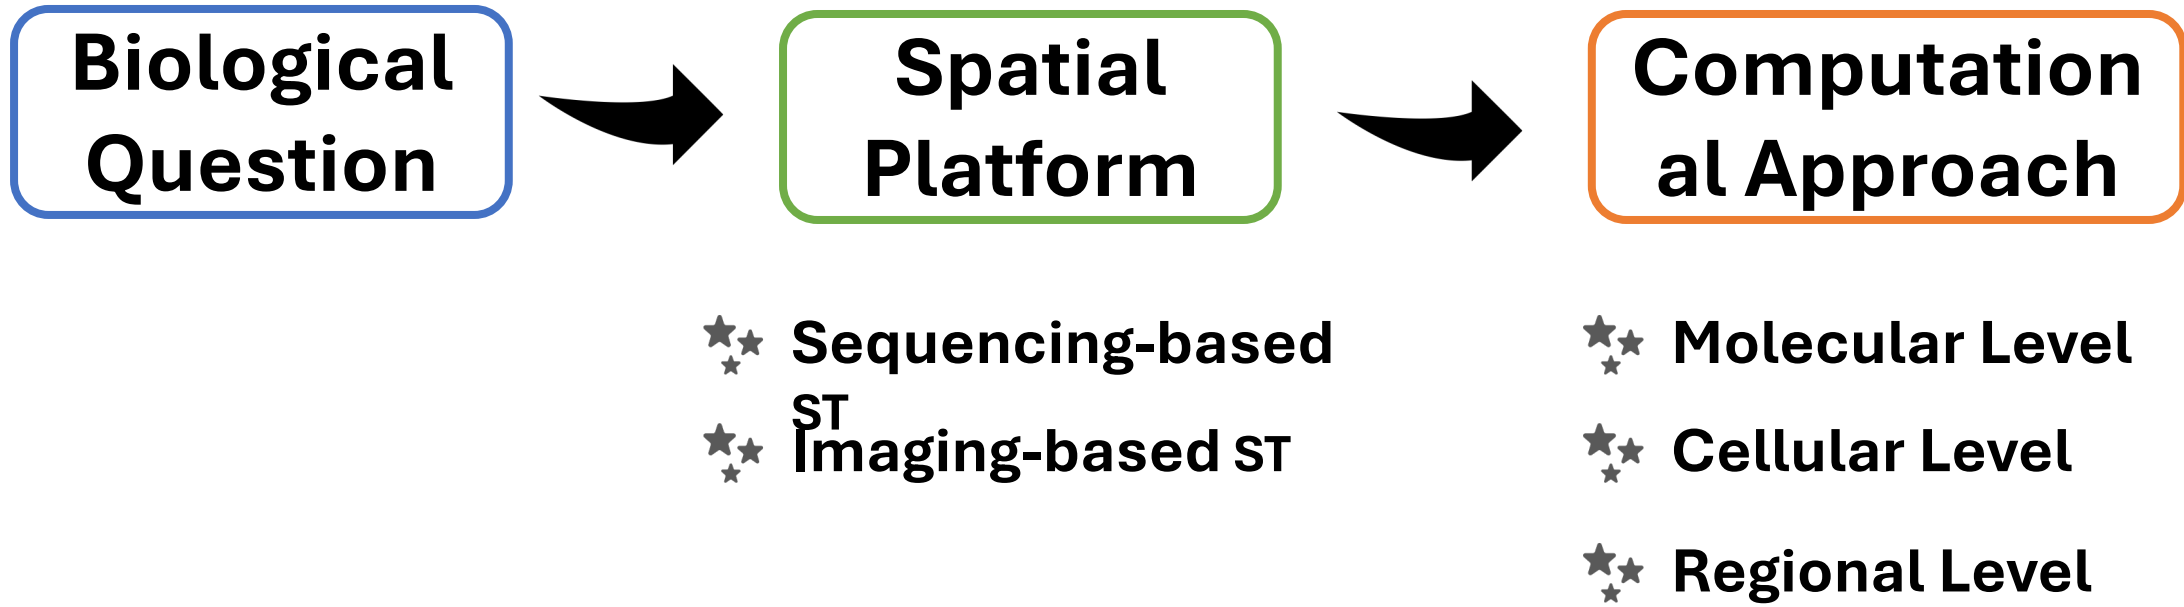 Biological
Question
Spatial
Platform
Computation
al Approach
Sequencing-based
ST
Imaging-based ST
Molecular Level
Cellular Level
Regional Level